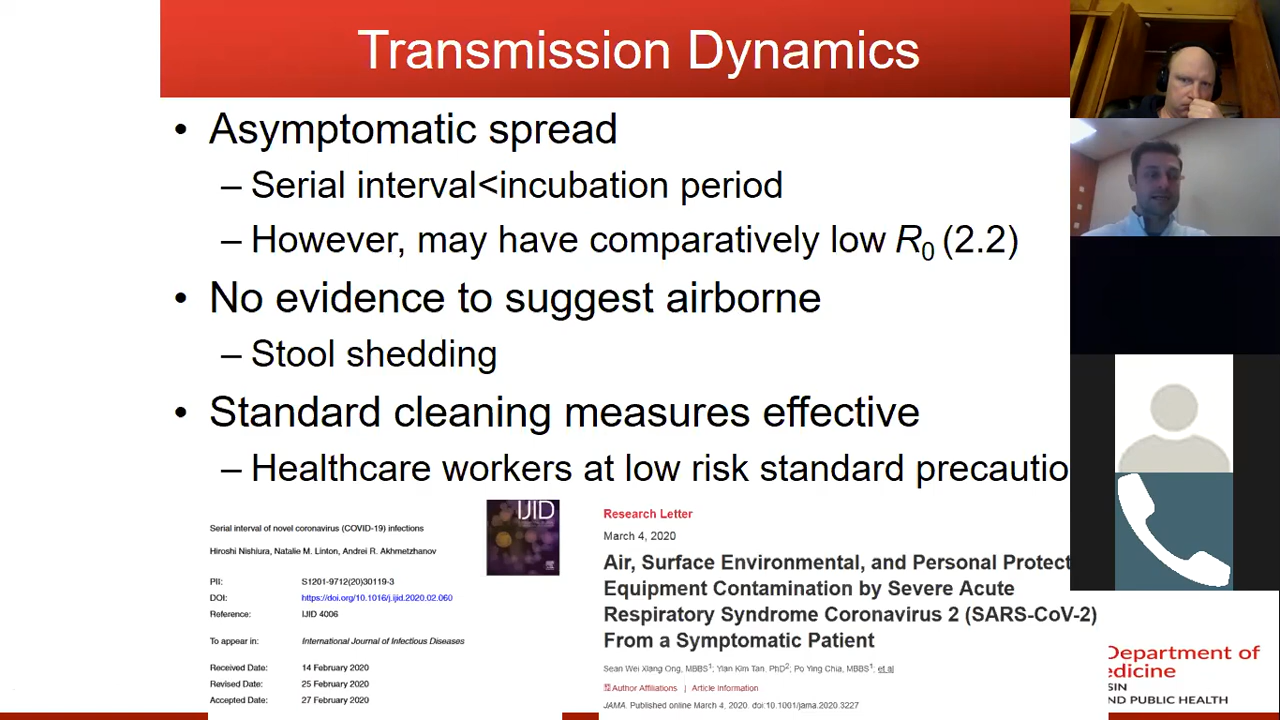 Transmission Dynamics
• Asymptomatic spread
– Serial interval<incubation period
– However, may have comparatively low R0 (2.2)
• No evidence to suggest airborne
– Stool shedding
• Standard cleaning measures effective
– Healthcare workers at low risk standard precautio
Serial interval of novel coronavirus (COVID-19) infections
Hiroshi Nishiura, Natalie M. Linton, Andrei R. Akhmetzhanov
PII: S1201-9712(20)30119-3
DOI: https://doi.org/10.1016/j.ijid.2020.02.060
Reference: IJID 4006
To appear in: International Journal of Infectious Diseases
Received Date: 14 February 2020
Revised Date: 25 February 2020
Accepted Date: 27 February 2020
IJID
Research Letter
March 4, 2020
Air, Surface Environmental, and Personal Protect
Equipment Contamination by Severe Acute
Respiratory Syndrome Coronavirus 2 (SARS-CoV-2)
From a Symptomatic Patient
Sean Wei Xiang Ong, MBBS1; Yian Kim Tan, PhD2; Po Ying Chia, MBBS1; et al
Author Affiliations | Article Information
JAMA. Published online March 4, 2020. doi:10.1001/jama.2020.3227
Department of
edicine
SIN
ND PUBLIC HEALTH